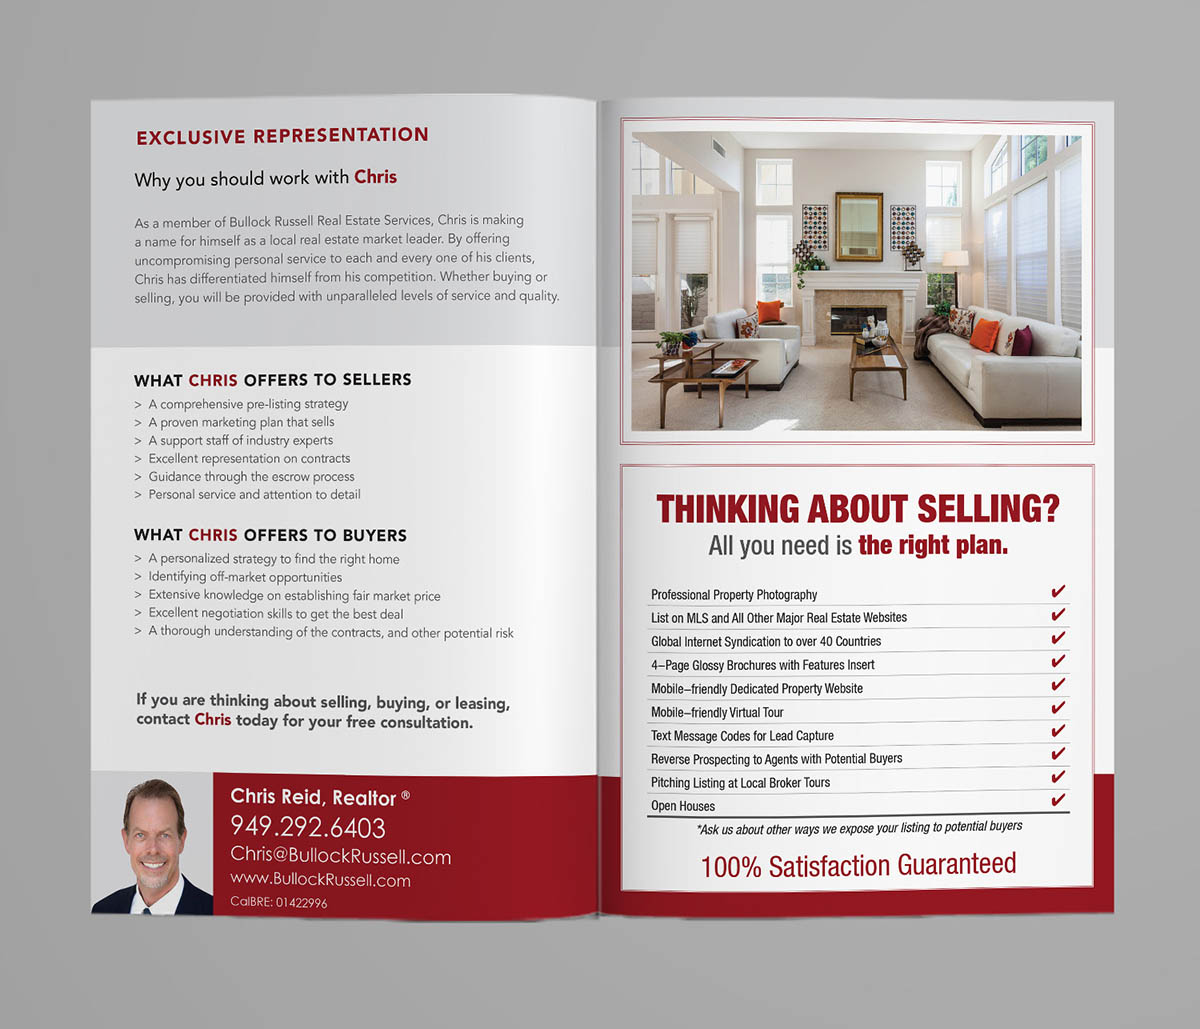 EXCLUSIVE REPRESENTATION
Why you should work with Chris
As a member of Bullock Russell Real Estate Services, Chris is making
a name for himself as a local real estate market leader. By offering
uncompromising personal service to each and every one of his clients,
Chris has differentiated himself from his competition. Whether buying or
selling, you will be provided with unparalleled levels of service and quality.
WHAT CHRIS OFFERS TO SELLERS
> A comprehensive pre-listing strategy
> A proven marketing plan that sells
> A support staff of industry experts
> Excellent representation on contracts
> Guidance through the escrow process
> Personal service and attention to detail
WHAT CHRIS OFFERS TO BUYERS
> A personalized strategy to find the right home
> Identifying off-market opportunities
> Extensive knowledge on establishing fair market price
> Excellent negotiation skills to get the best deal
> A thorough understanding of the contracts, and other potential risk
If you are thinking about selling, buying, or leasing,
contact Chris today for your free consultation.
Chris Reid, Realtor ®
949.292.6403
Chris@BullockRussell.com
www.BullockRussell.com
CalBRE: 01422996
THINKING ABOUT SELLING?
All you need is the right plan.
Professional Property Photography ✔
List on MLS and All Other Major Real Estate Websites ✔
Global Internet Syndication to over 40 Countries ✔
4–Page Glossy Brochures with Features Insert ✔
Mobile–friendly Dedicated Property Website ✔
Mobile–friendly Virtual Tour ✔
Text Message Codes for Lead Capture ✔
Reverse Prospecting to Agents with Potential Buyers ✔
Pitching Listing at Local Broker Tours ✔
Open Houses ✔
*Ask us about other ways we expose your listing to potential buyers
100% Satisfaction Guaranteed